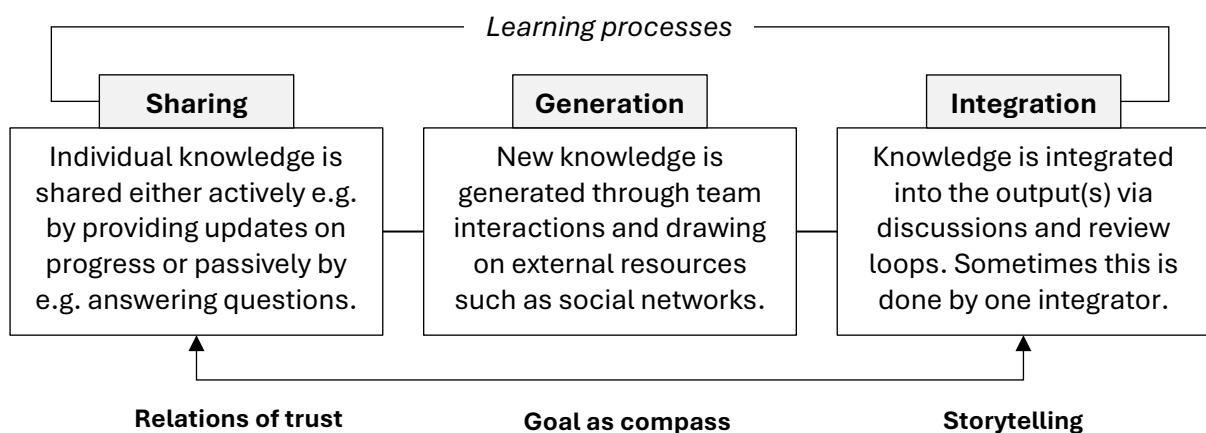 Learning processes
Sharing
Individual knowledge is
shared either actively e.g.
by providing updates on
progress or passively by
e.g. answering questions.
Generation
New knowledge is
generated through team
interactions and drawing
on external resources
such as social networks.
Integration
Knowledge is integrated
into the output(s) via
discussions and review
loops. Sometimes this is
done by one integrator.
Relations of trust
Goal as compass
Storytelling